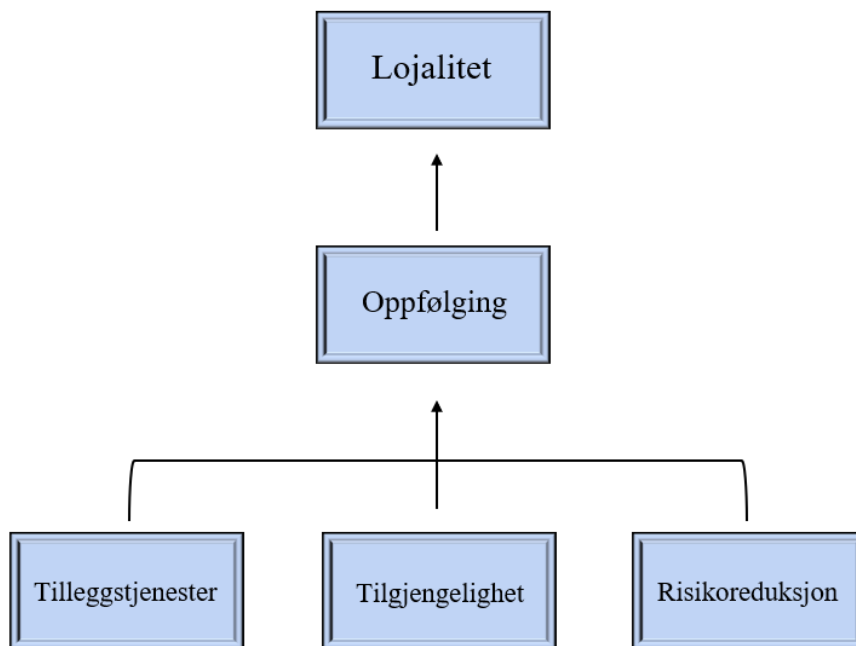 Lojalitet
Oppfølging
Tilleggstjenester
Tilgjengelighet
Risikoreduksjon